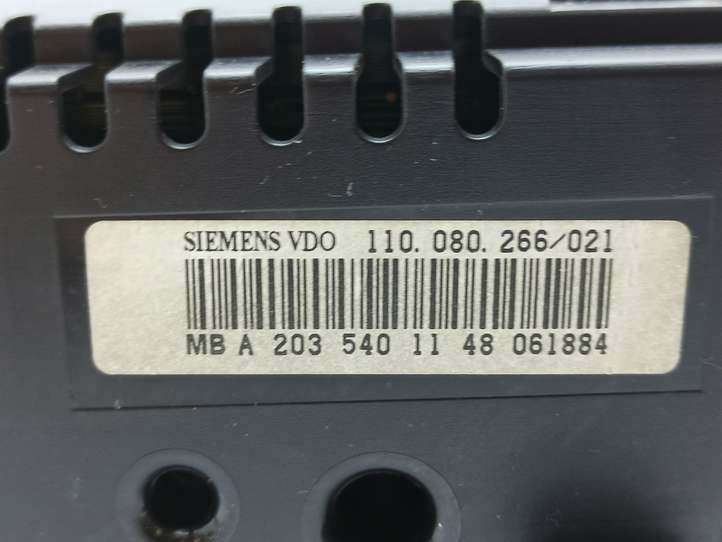 SIEMENS VDO 110.080.266/021
MB A 203 540 11 48 061884